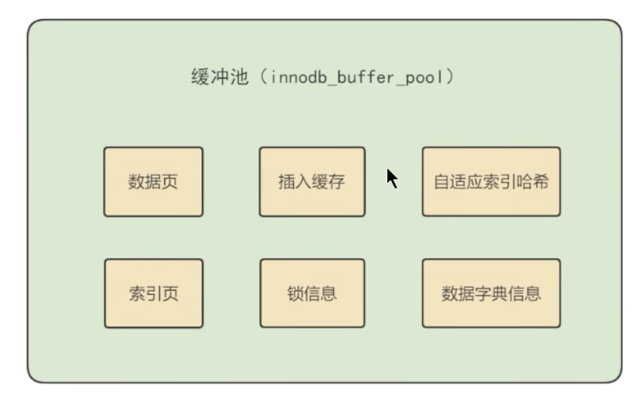 缓冲池（innodb_buffer_pool）
数据页
插入缓存
自适应索引哈希
索引页
锁信息
数据字典信息